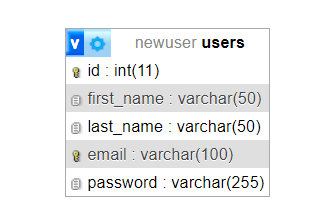 v newuser users
id : int(11)
first_name : varchar(50)
last_name : varchar(50)
email : varchar(100)
password : varchar(255)